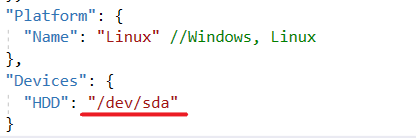 "Platform": {
"Name": "Linux" //Windows, Linux
},
"Devices": {
"HDD": "/dev/sda"
}